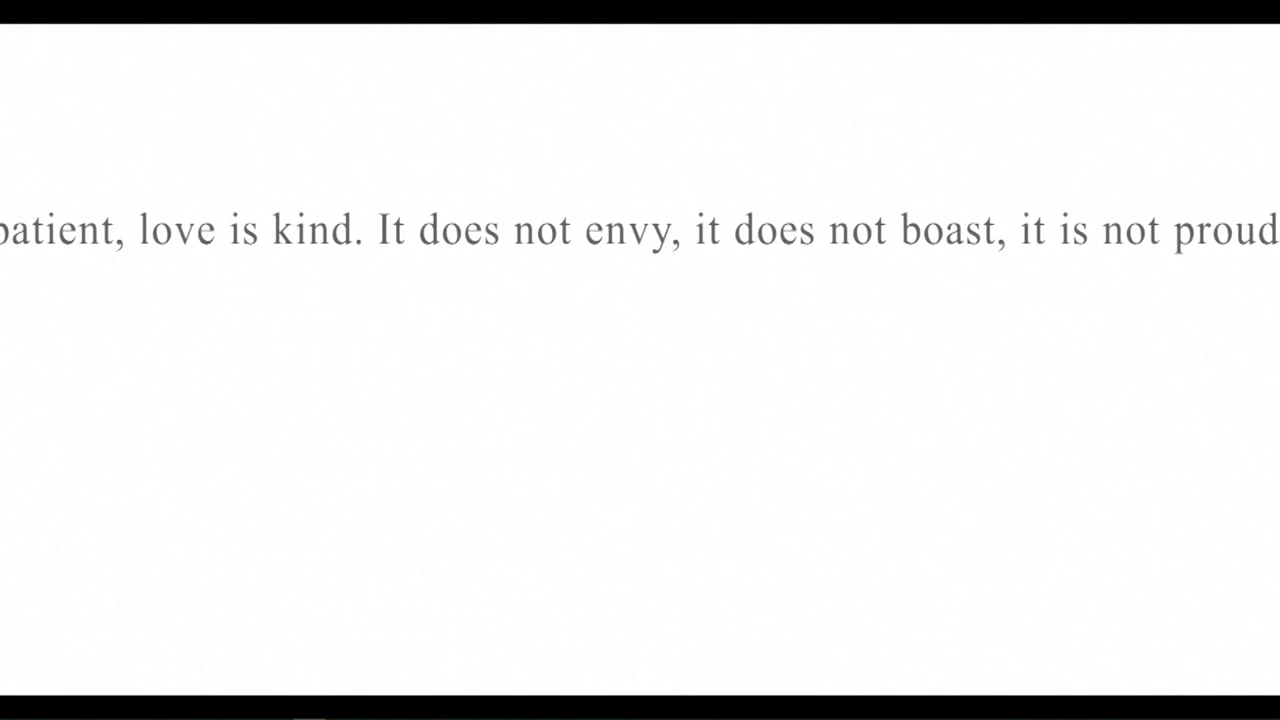 patient, love is kind. It does not envy, it does not boast, it is not proud